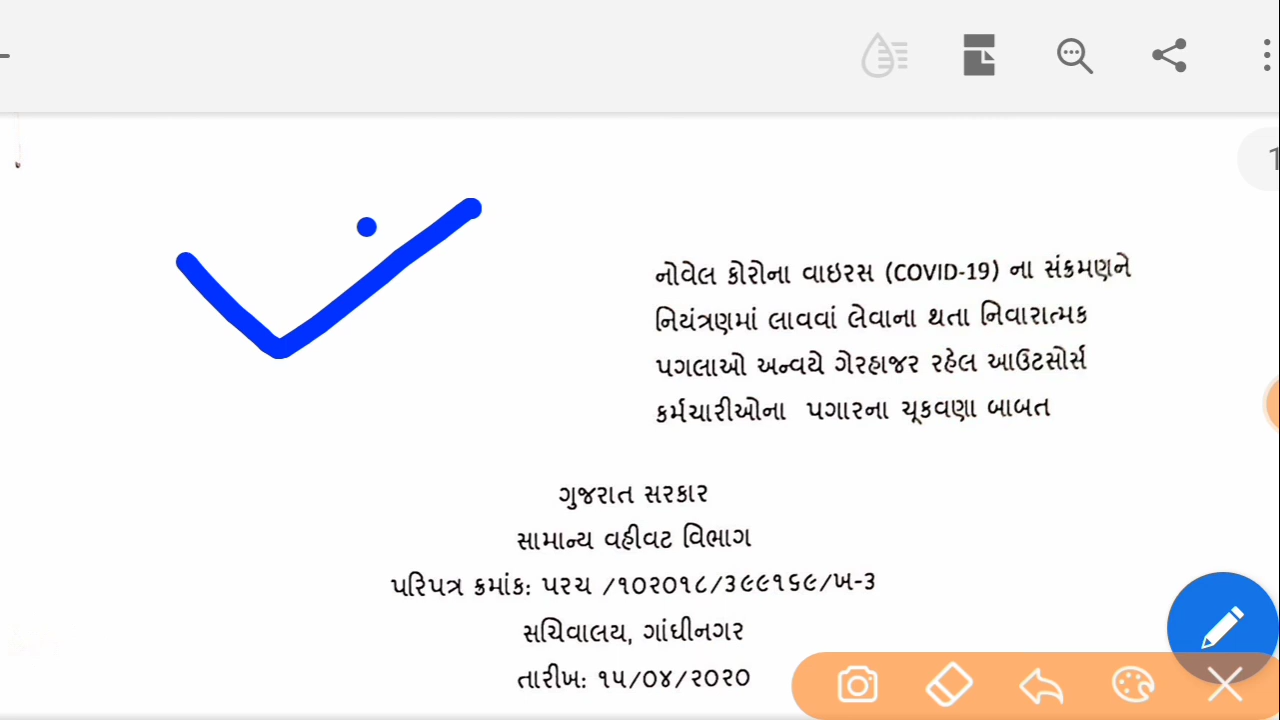 1
નોવેલ કોરોના વાઇરસ (COVID-19) ના સંક્રમણને
નિયંત્રણમાં લાવવાં લેવાના થતા નિવારાત્મક
પગલાઓ અન્વયે ગેરહાજર રહેલ આઉટસોર્સ
કર્મચારીઓના પગારના ચૂકવણા બાબત
ગુજરાત સરકાર
સામાન્ય વહીવટ વિભાગ
પરિપત્ર ક્રમાંક: પરચ /૧૦૨૦૧૮/૩૯૯૧૬૯/ખ-૩
સચિવાલય, ગાંધીનગર
તારીખ: ૧૫/૦૪/૨૦૨૦